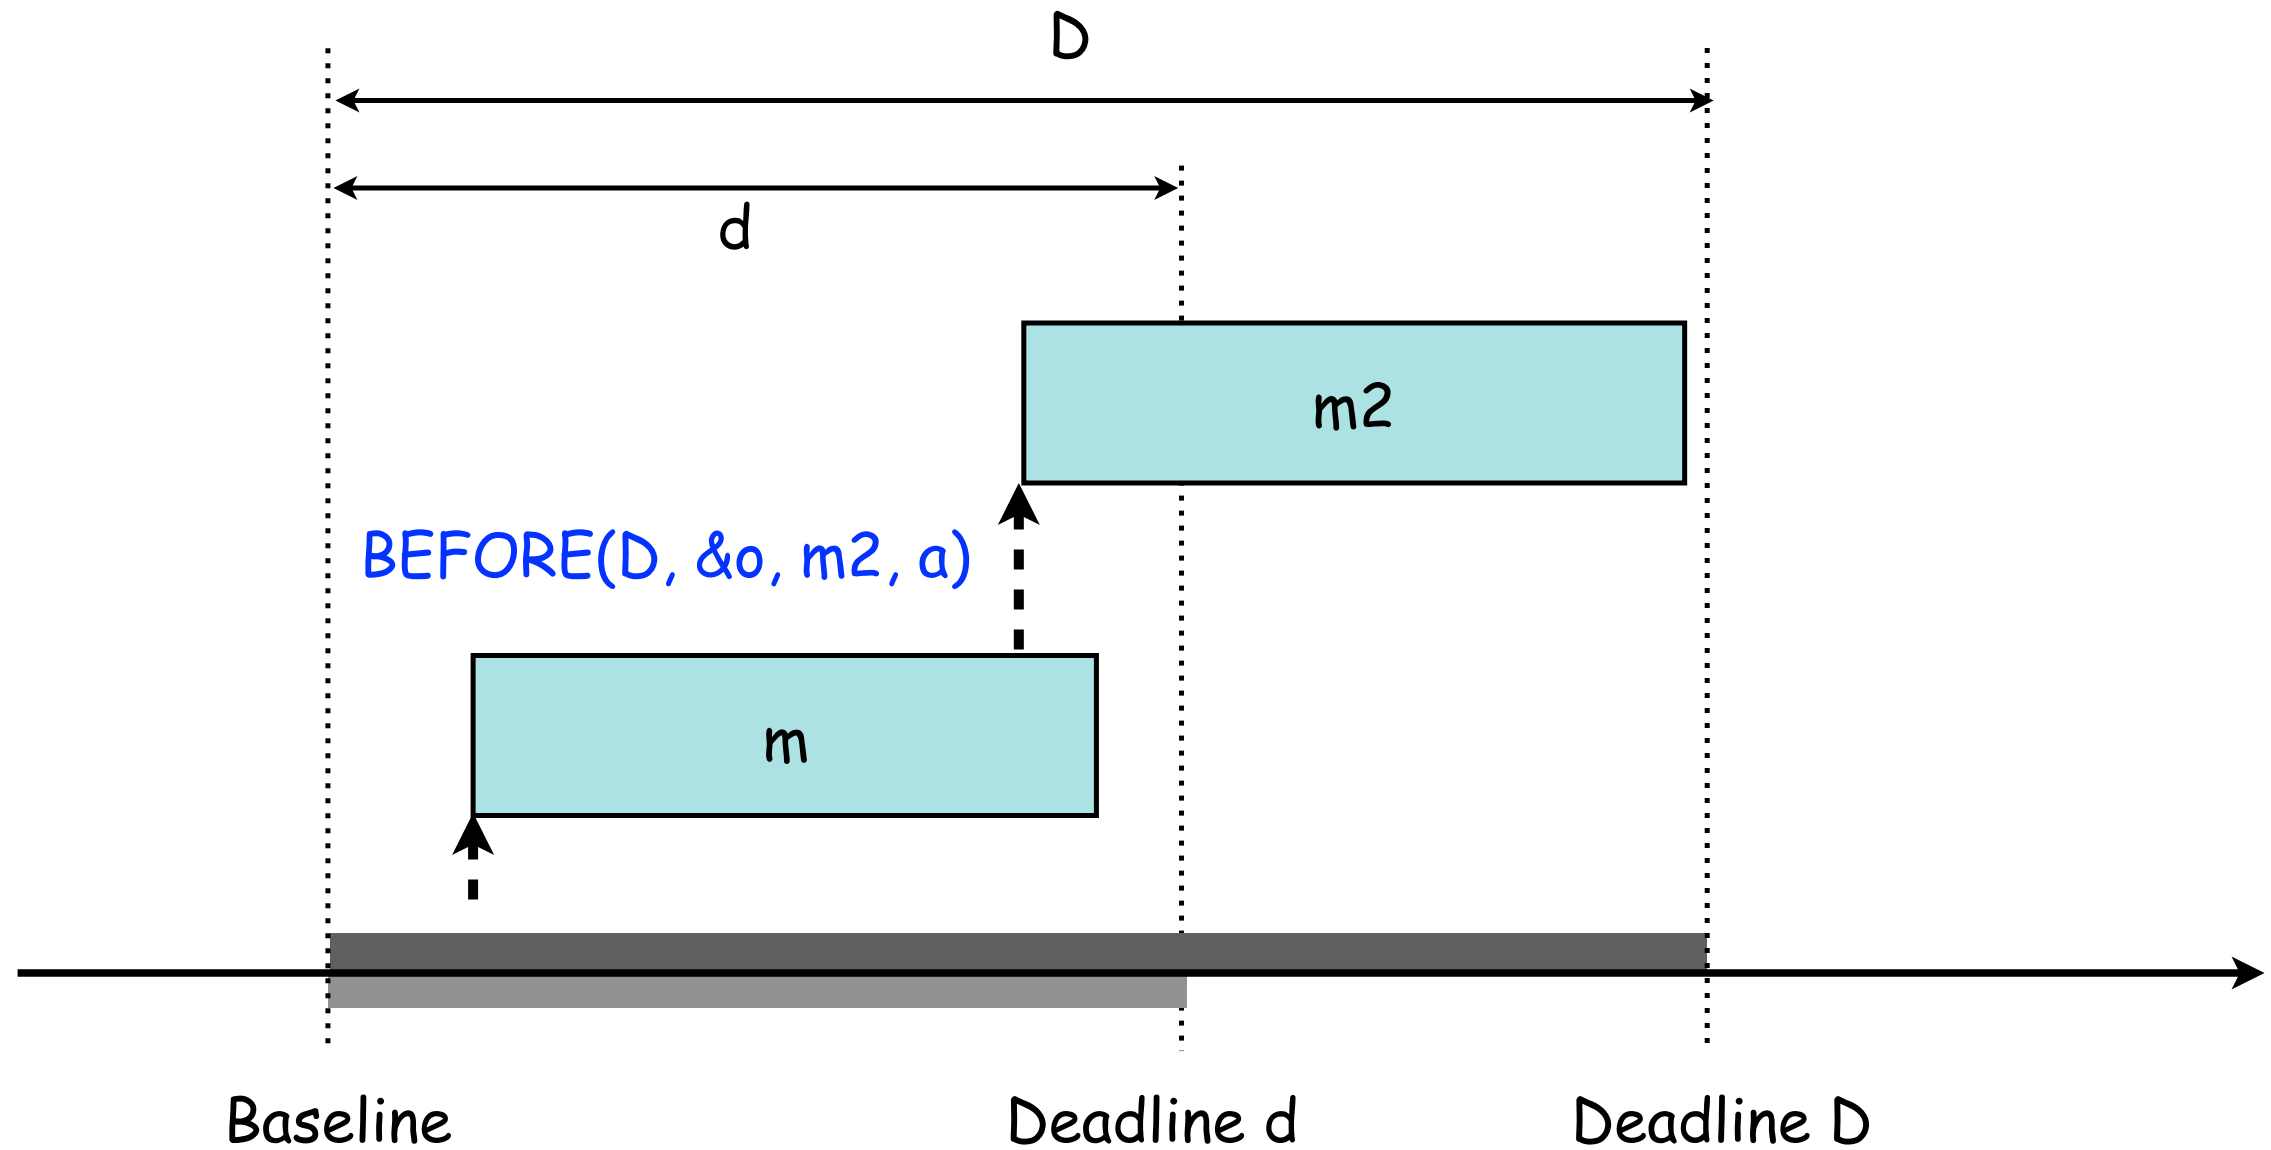 D
d
m2
BEFORE(D, &o, m2, a)
m
Baseline
Deadline d
Deadline D